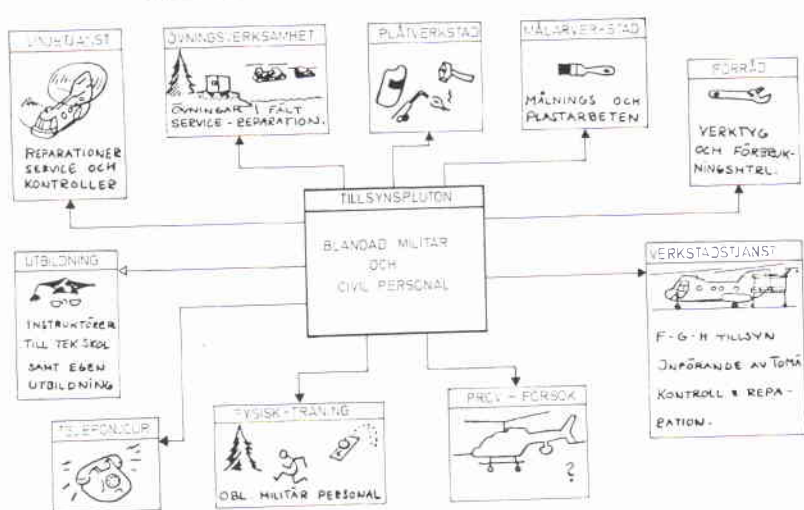 LINJETJÄNST
REPARATIONER
SERVICE OCH
KONTROLLER
ÖVNINGSVERKSAMHET
ÖVNINGAR I FÄLT
SERVICE - REPARATION.
PLÅTVERKSTAD
MÅLARVERKSTAD
MÅLNINGS OCH
PLASTARBETEN
FÖRRÅD
VERKTYG
OCH FÖRBRUK-
NINGSMTRL.
TILLSYNSPLUTON
BLANDAD MILITÄR
OCH
CIVIL PERSONAL
UTBILDNING
INSTRUKTÖRER
TILL TEK SKOL
SAMT EGEN
UTBILDNING
VERKSTADSTJÄNST
F-G-H TILLSYN
INFÖRANDE AV TOMÄ
KONTROLL & REPA-
RATION.
TELEFONJOUR
FYSISK-TRÄNING
OBL. MILITÄR PERSONAL
PROV - FÖRSÖK
?